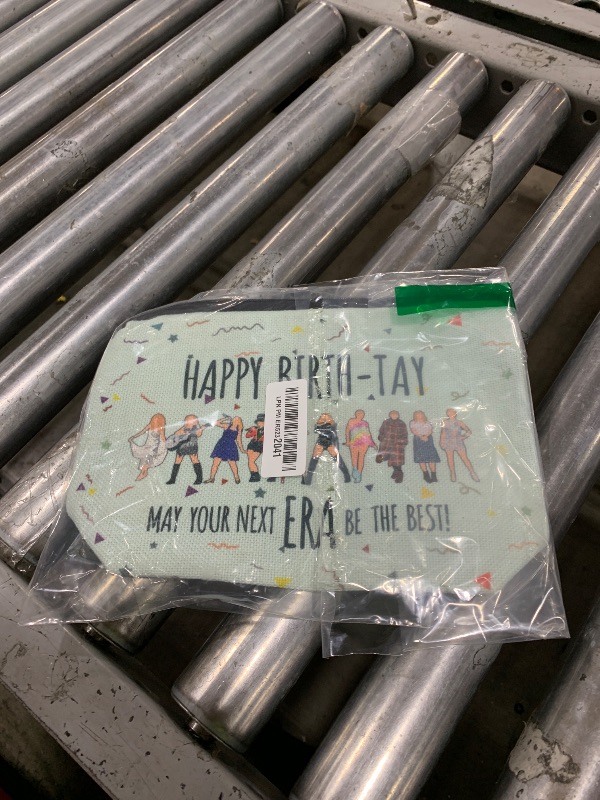 HAPPY BIRTH-TAY
MAY YOUR NEXT ERA BE THE BEST!